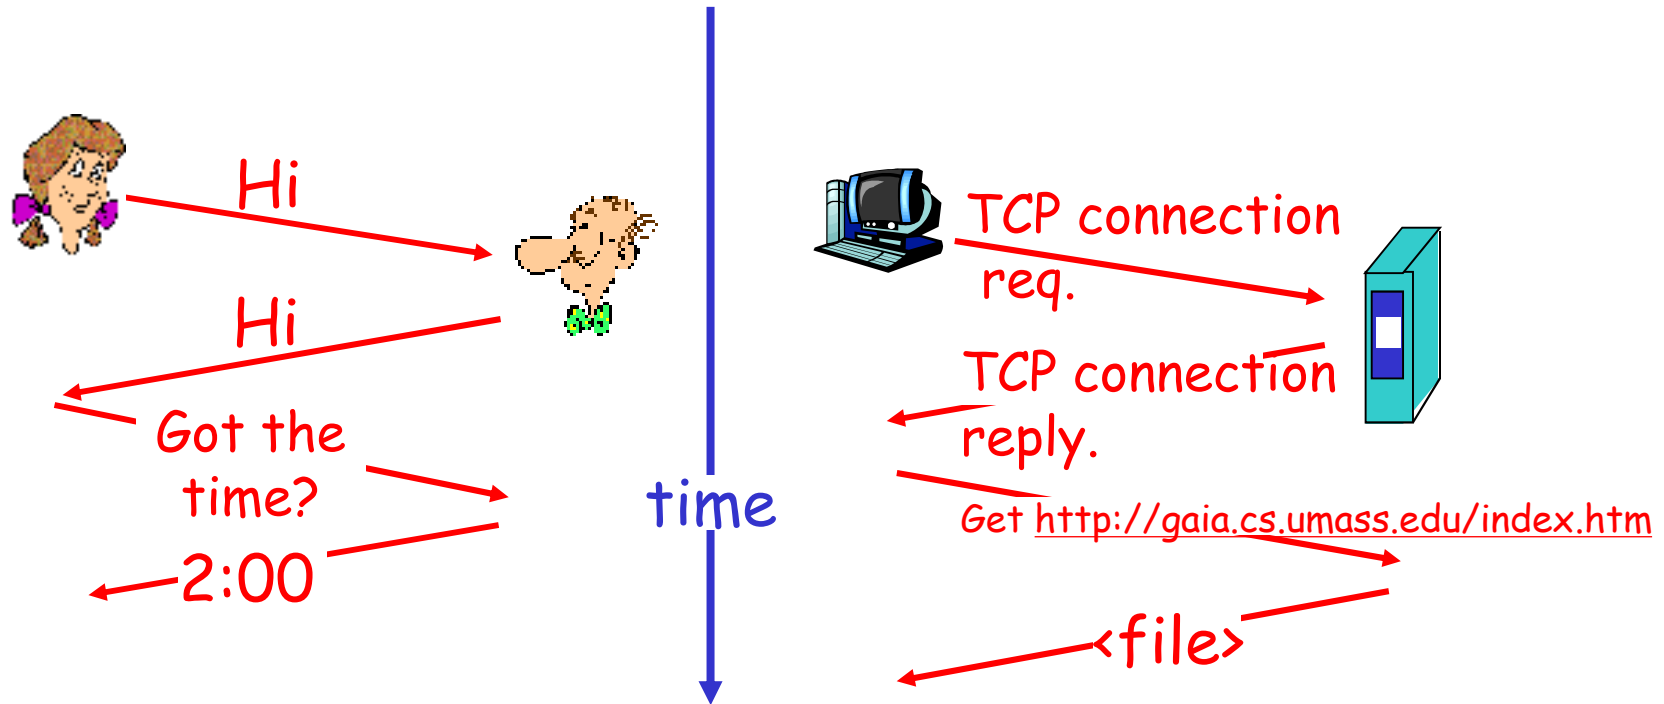 Hi
Hi
Got the
time?
2:00
time
TCP connection
req.
TCP connection
reply.
Get http://gaia.cs.umass.edu/index.htm
<file>